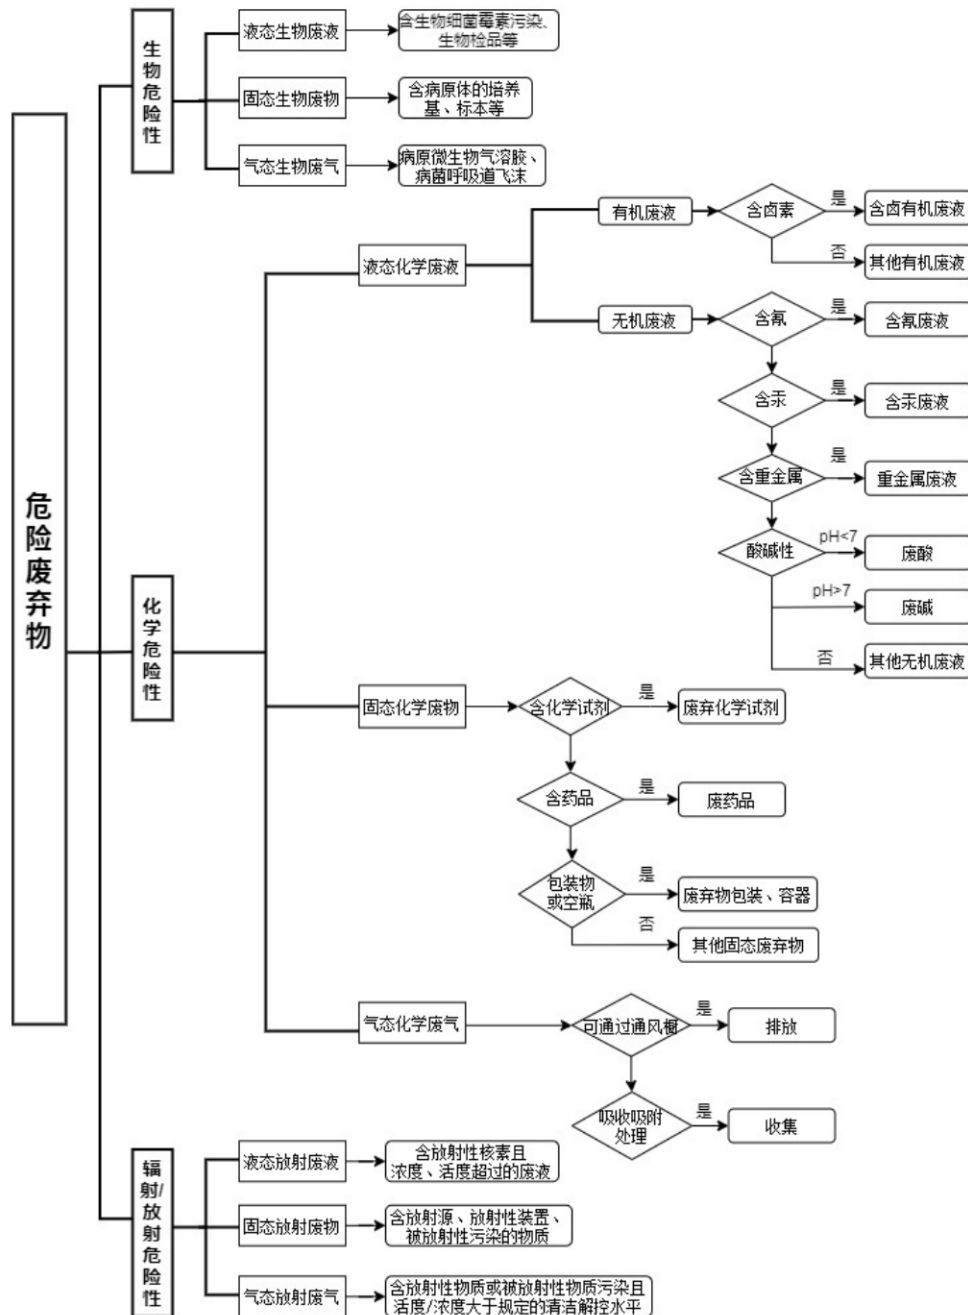 危险废弃物
生物危险性
液态生物废液
含生物细菌霉素污染、
生物检品等
固态生物废物
含病原体的培养
基、标本等
气态生物废气
病原微生物气溶胶、
病菌呼吸道飞沫
化学危险性
液态化学废液
有机废液
含卤素
是
含卤有机废液
否
其他有机废液
无机废液
含氰
是
含氰废液
含汞
是
含汞废液
含重金属
是
重金属废液
酸碱性
pH<7
废酸
pH>7
废碱
否
其他无机废液
固态化学废物
含化学试剂
是
废弃化学试剂
含药品
是
废药品
包装物
或空瓶
是
废弃物包装、容器
否
其他固态废弃物
气态化学废气
可通过通风橱
是
排放
吸收吸附
处理
是
收集
辐射/放射危险性
液态放射废液
含放射性核素且
浓度、活度超过的废液
固态放射废物
含放射源、放射性装置、
被放射性污染的物质
气态放射废气
含放射性物质或被放射性物质污染且
活度/浓度大于规定的清洁解控水平